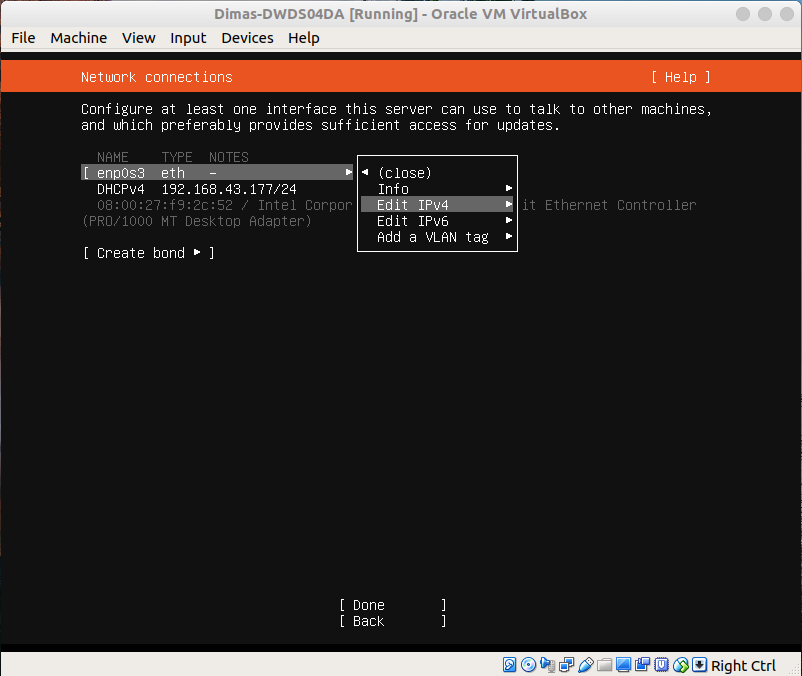 Dimas-DWDS04DA [Running] - Oracle VM VirtualBox
File Machine View Input Devices Help
Network connections [ Help ]
Configure at least one interface this server can use to talk to other machines,
and which preferably provides sufficient access for updates.
NAME TYPE NOTES
[ enp0s3 eth - ▸
DHCPv4 192.168.43.177/24
08:00:27:f9:2c:52 / Intel Corpor
it Ethernet Controller
(PRO/1000 MT Desktop Adapter)
◂ (close)
Info ▸
Edit IPv4 ▸
Edit IPv6 ▸
Add a VLAN tag ▸
[ Create bond ▸ ]
[ Done ]
[ Back ]
Right Ctrl